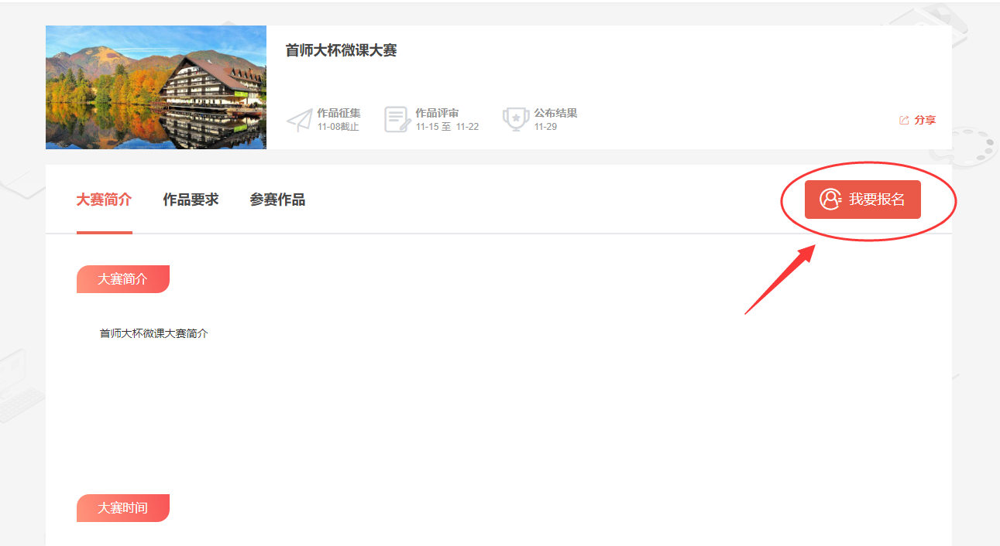 首师大杯微课大赛
作品征集
11-08截止
作品评审
11-15 至 11-22
公布结果
11-29
分享
大赛简介 作品要求 参赛作品
我要报名
大赛简介
首师大杯微课大赛简介
大赛时间